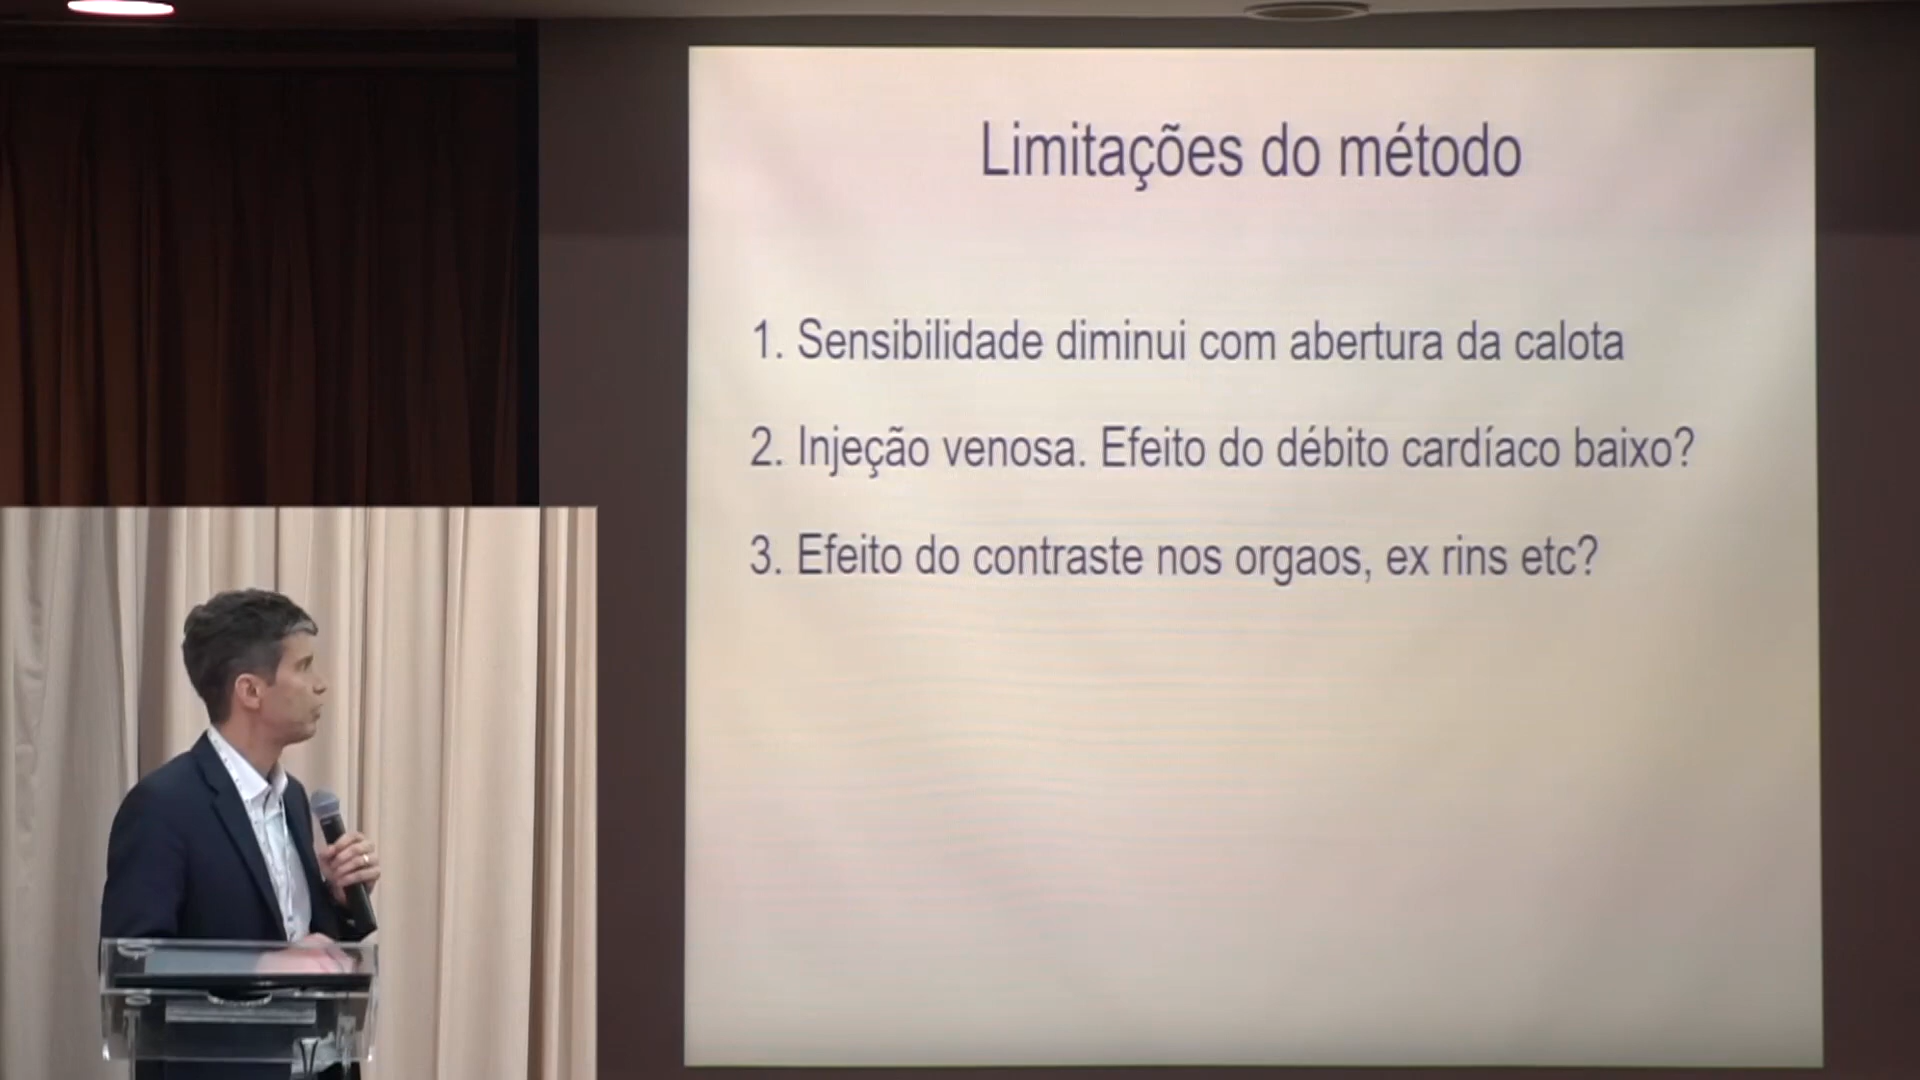 Limitações do método
1. Sensibilidade diminui com abertura da calota
2. Injeção venosa. Efeito do débito cardíaco baixo?
3. Efeito do contraste nos orgaos, ex rins etc?